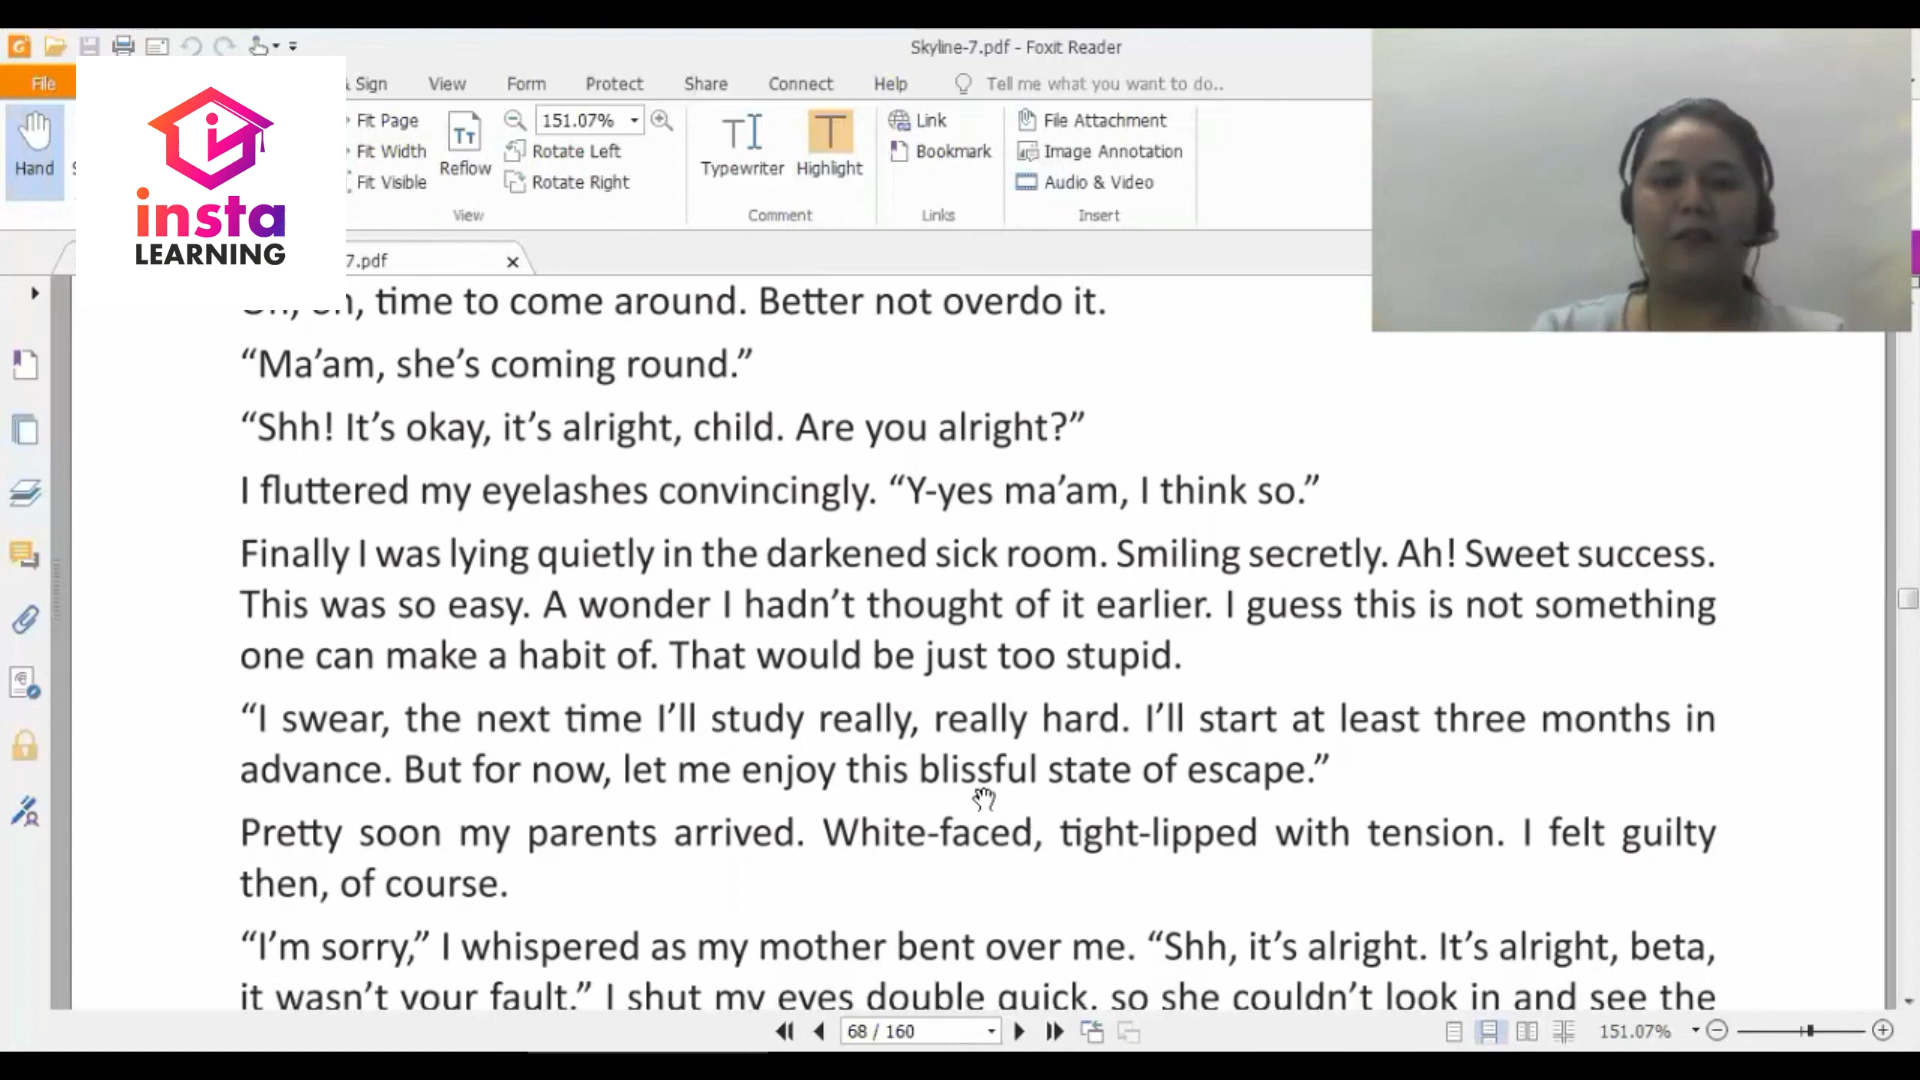 Skyline-7.pdf - Foxit Reader
File
& Sign View Form Protect Share Connect Help Tell me what you want to do..
Hand
Fit Page
Fit Width
Fit Visible
Reflow
151.07%
Rotate Left
Rotate Right
View
Typewriter
Highlight
Comment
Link
Bookmark
Links
File Attachment
Image Annotation
Audio & Video
Insert
insta
LEARNING
7.pdf
time to come around. Better not overdo it.
“Ma’am, she’s coming round.”
“Shh! It’s okay, it’s alright, child. Are you alright?”
I fluttered my eyelashes convincingly. “Y-yes ma’am, I think so.”
Finally I was lying quietly in the darkened sick room. Smiling secretly. Ah! Sweet success.
This was so easy. A wonder I hadn’t thought of it earlier. I guess this is not something
one can make a habit of. That would be just too stupid.
“I swear, the next time I’ll study really, really hard. I’ll start at least three months in
advance. But for now, let me enjoy this blissful state of escape.”
Pretty soon my parents arrived. White-faced, tight-lipped with tension. I felt guilty
then, of course.
“I’m sorry,” I whispered as my mother bent over me. “Shh, it’s alright. It’s alright, beta,
it wasn’t your fault.” I shut my eyes double quick, so she couldn’t look in and see the
68 / 160
151.07%